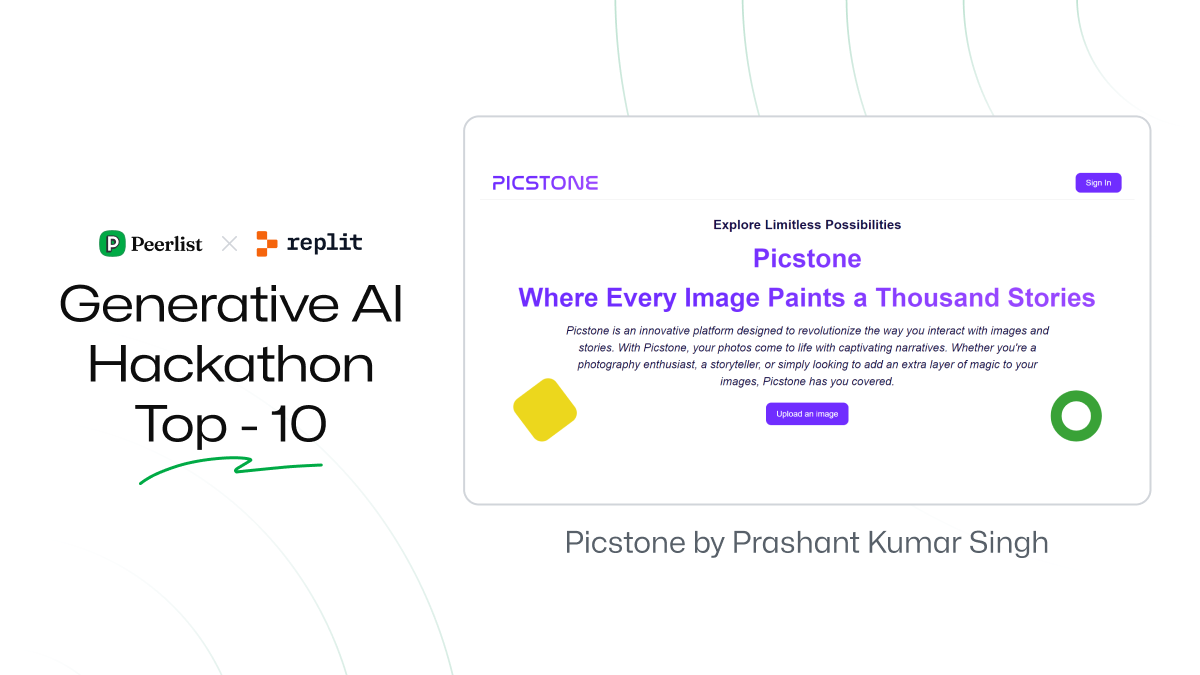 Peerlist × replit
Generative AI
Hackathon
Top - 10
PICSTONE
Sign In
Explore Limitless Possibilities
Picstone
Where Every Image Paints a Thousand Stories
Picstone is an innovative platform designed to revolutionize the way you interact with images and
stories. With Picstone, your photos come to life with captivating narratives. Whether you're a
photography enthusiast, a storyteller, or simply looking to add an extra layer of magic to your
images, Picstone has you covered.
Upload an image
Picstone by Prashant Kumar Singh